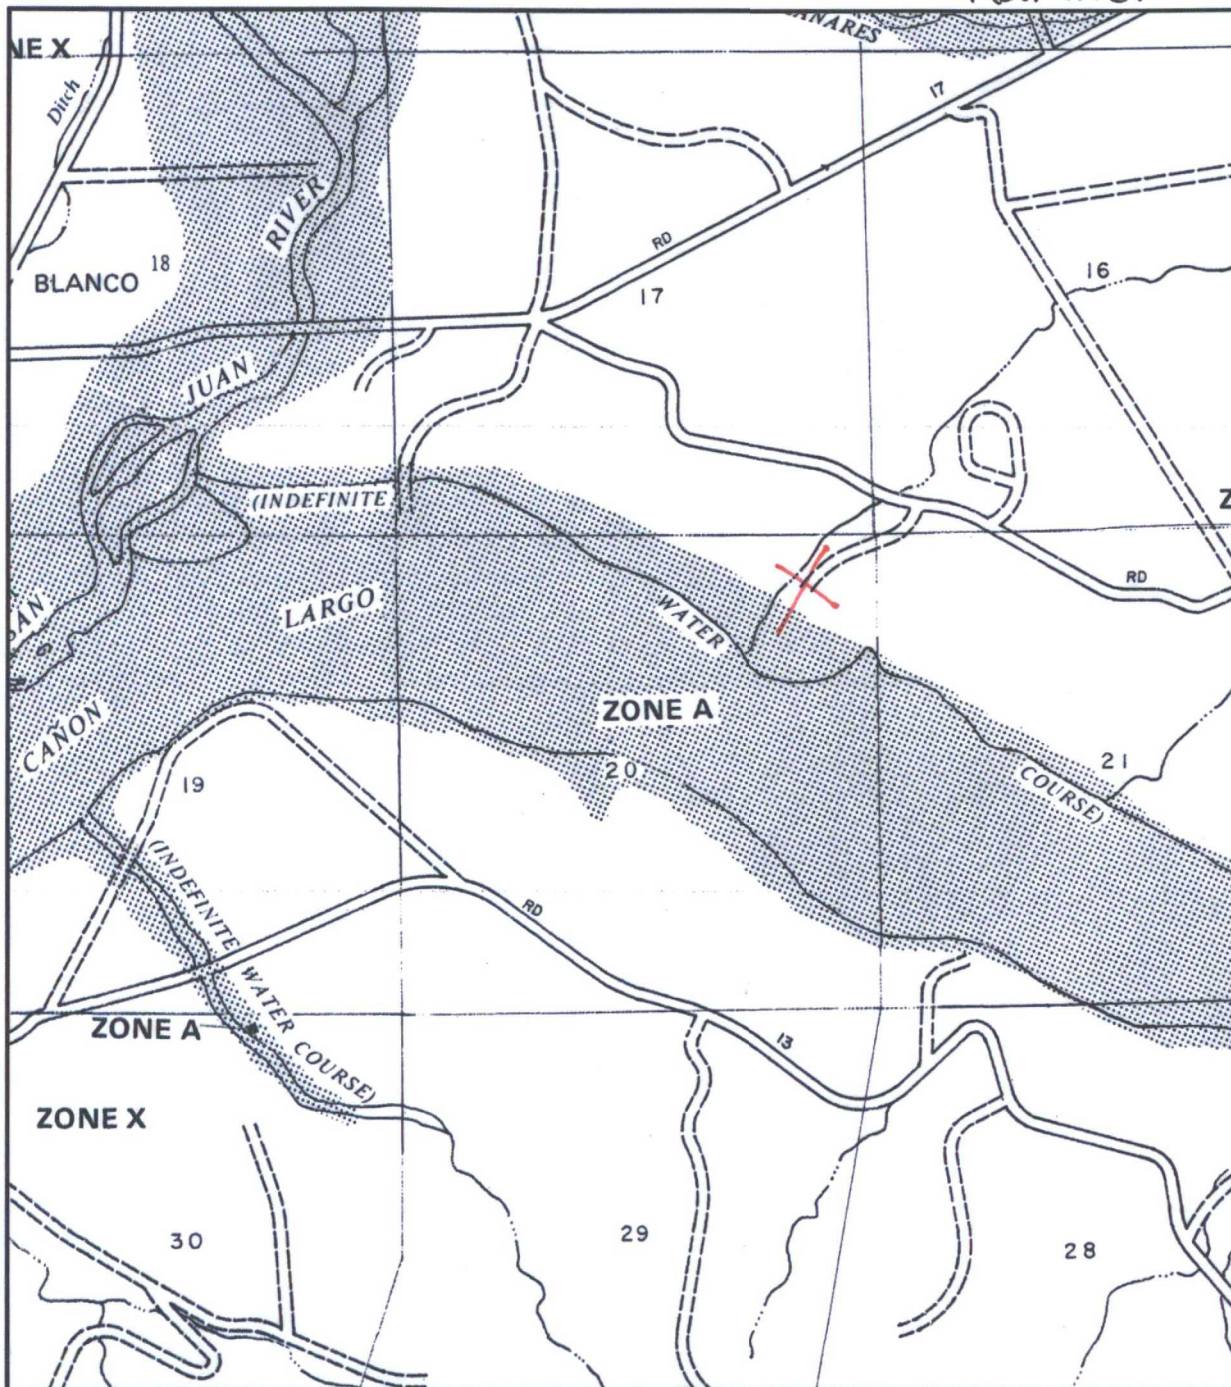 ANARES
NE X
Ditch
17
RIVER
RD
BLANCO 18
17
16
JUAN
(INDEFINITE
Z
LARGO
WATER
RD
SAN
ZONE A
CAÑON
19
20
21
COURSE)
(INDEFINITE WATER COURSE)
RD
ZONE A
13
ZONE X
30
29
28